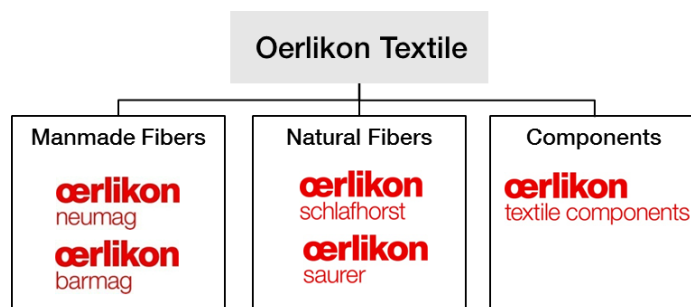 Oerlikon Textile
Manmade Fibers
œrlikon
neumag
œrlikon
barmag
Natural Fibers
œrlikon
schlafhorst
œrlikon
saurer
Components
œrlikon
textile components